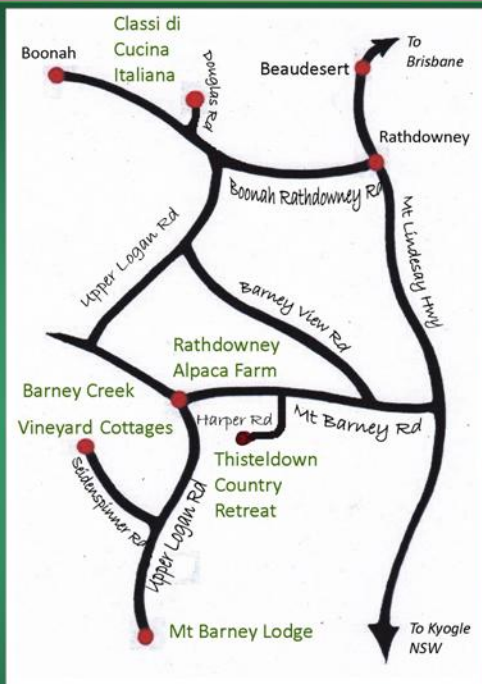 Classi di
Cucina
Italiana
Boonah
Douglas Rd
Beaudesert
To
Brisbane
Rathdowney
Boonah Rathdowney Rd
Mt Lindesay Hwy
Upper Logan Rd
Barney View Rd
Rathdowney
Alpaca Farm
Barney Creek
Vineyard Cottages
Harper Rd
Mt Barney Rd
Thisteldown
Country
Retreat
Seidenspinner Rd
Upper Logan Rd
Mt Barney Lodge
To Kyogle
NSW